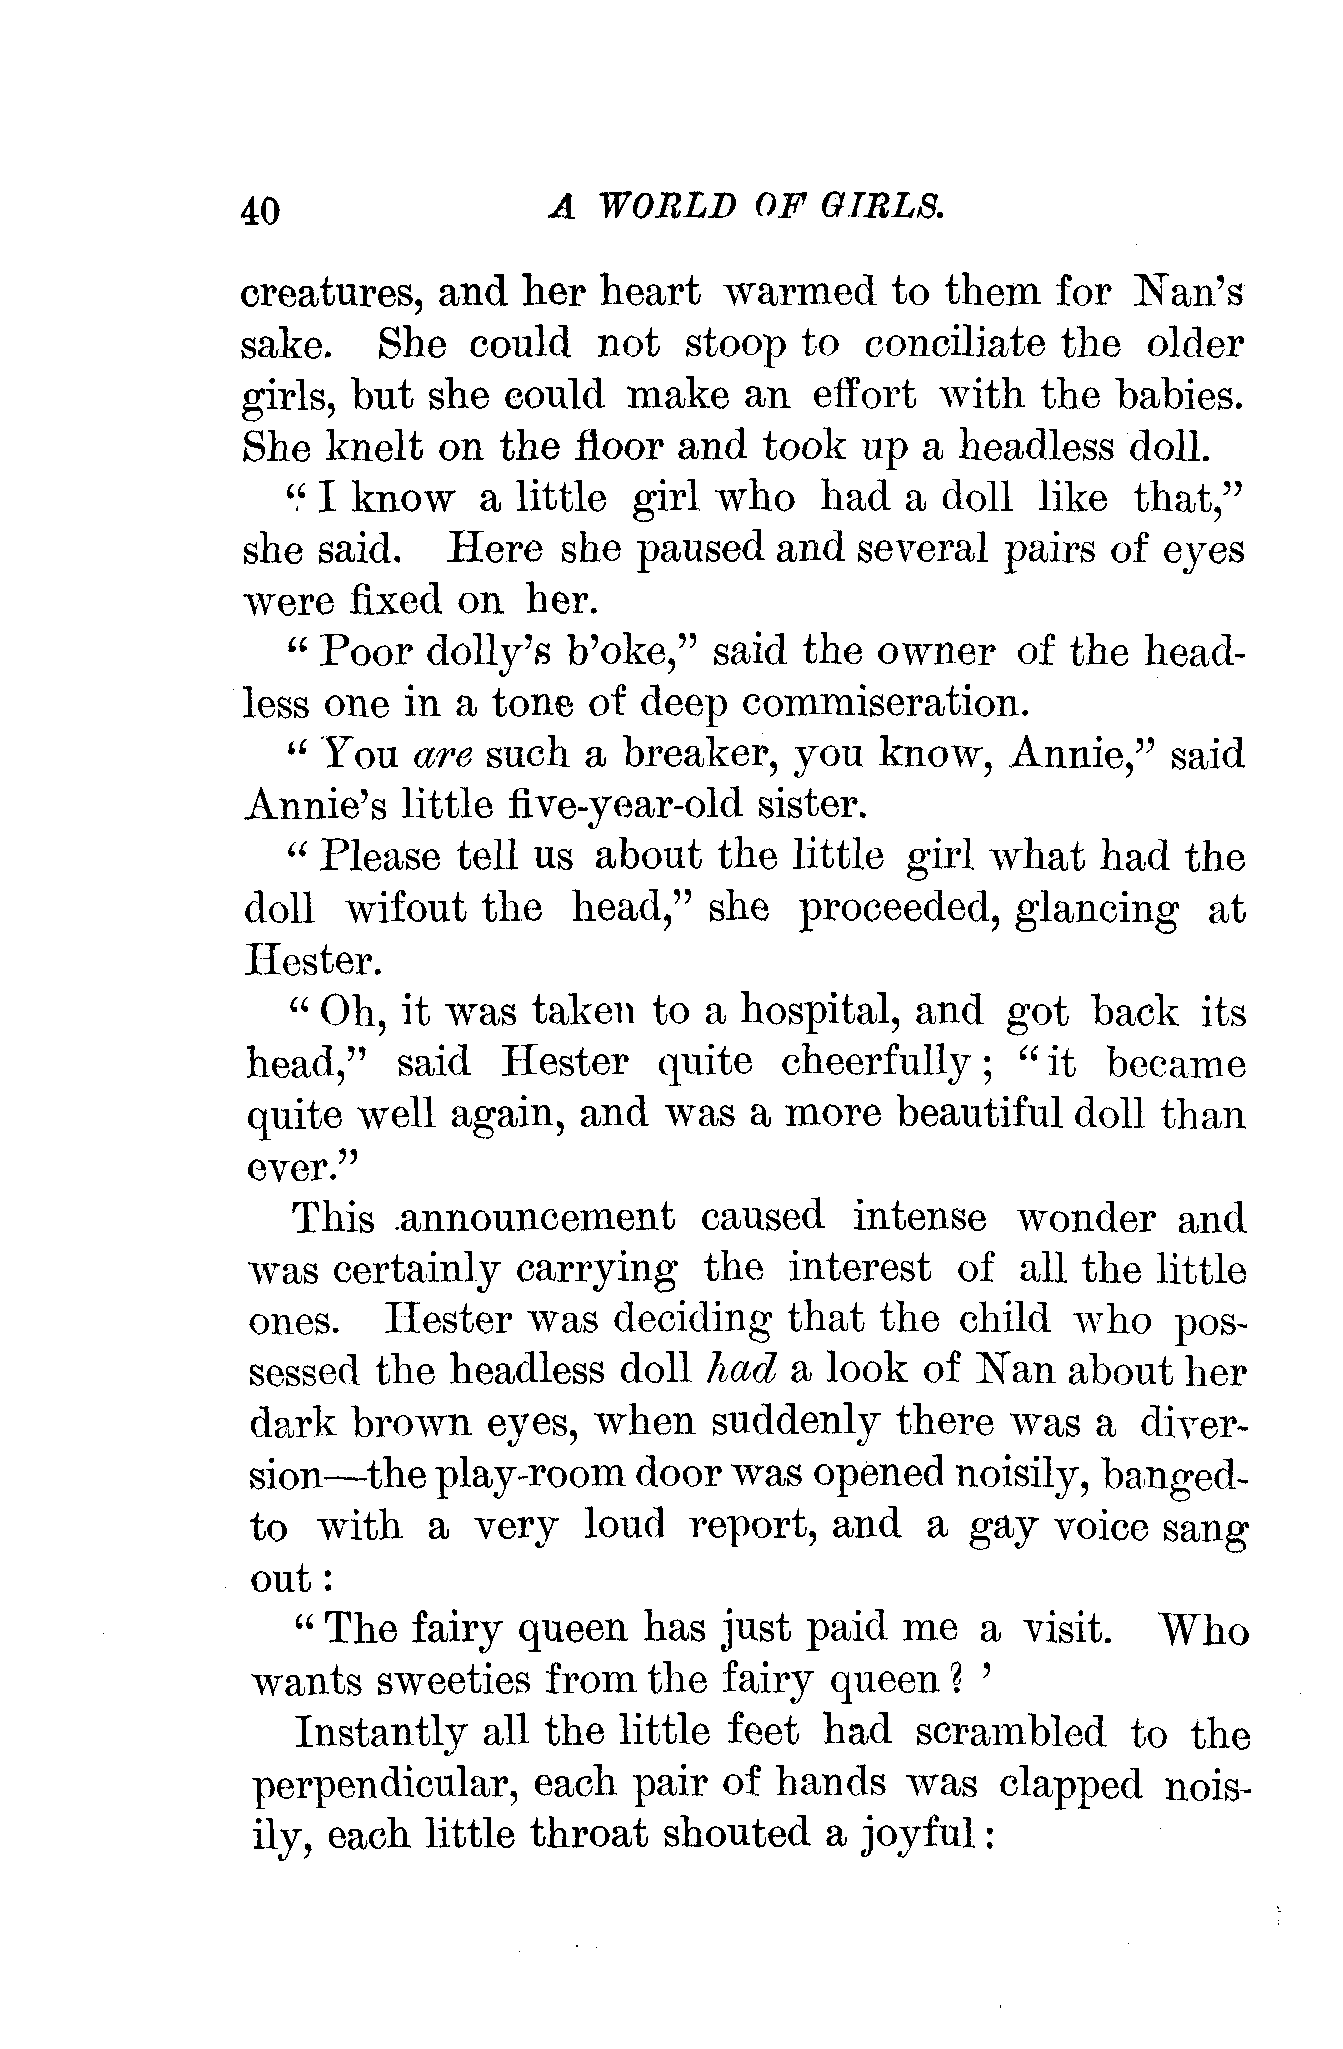 40 A WORLD OF GIRLS.
creatures, and her heart warmed to them for Nan's
sake. She could not stoop to conciliate the older
girls, but she could make an effort with the babies.
She knelt on the floor and took up a headless doll.
"I know a little girl who had a doll like that,"
she said. Here she paused and several pairs of eyes
were fixed on her.
"Poor dolly's b'oke," said the owner of the head-
less one in a tone of deep commiseration.
"You are such a breaker, you know, Annie," said
Annie's little five-year-old sister.
"Please tell us about the little girl what had the
doll wifout the head," she proceeded, glancing at
Hester.
"Oh, it was taken to a hospital, and got back its
head," said Hester quite cheerfully; "it became
quite well again, and was a more beautiful doll than
ever."
This announcement caused intense wonder and
was certainly carrying the interest of all the little
ones. Hester was deciding that the child who pos-
sessed the headless doll had a look of Nan about her
dark brown eyes, when suddenly there was a diver-
sion—the play-room door was opened noisily, banged-
to with a very loud report, and a gay voice sang
out:
"The fairy queen has just paid me a visit. Who
wants sweeties from the fairy queen? '
Instantly all the little feet had scrambled to the
perpendicular, each pair of hands was clapped nois-
ily, each little throat shouted a joyful: